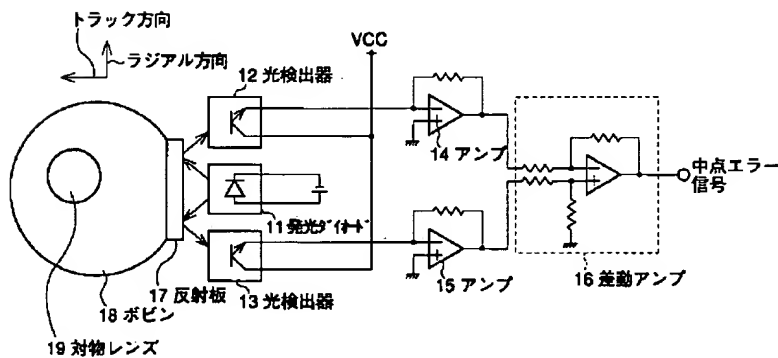 トラック方向
ラジアル方向
VCC
12 光検出器
14 アンプ
中点エラー
信号
11 発光ダイオード
15 アンプ
16 差動アンプ
17 反射板
13 光検出器
18 ボビン
19 対物レンズ